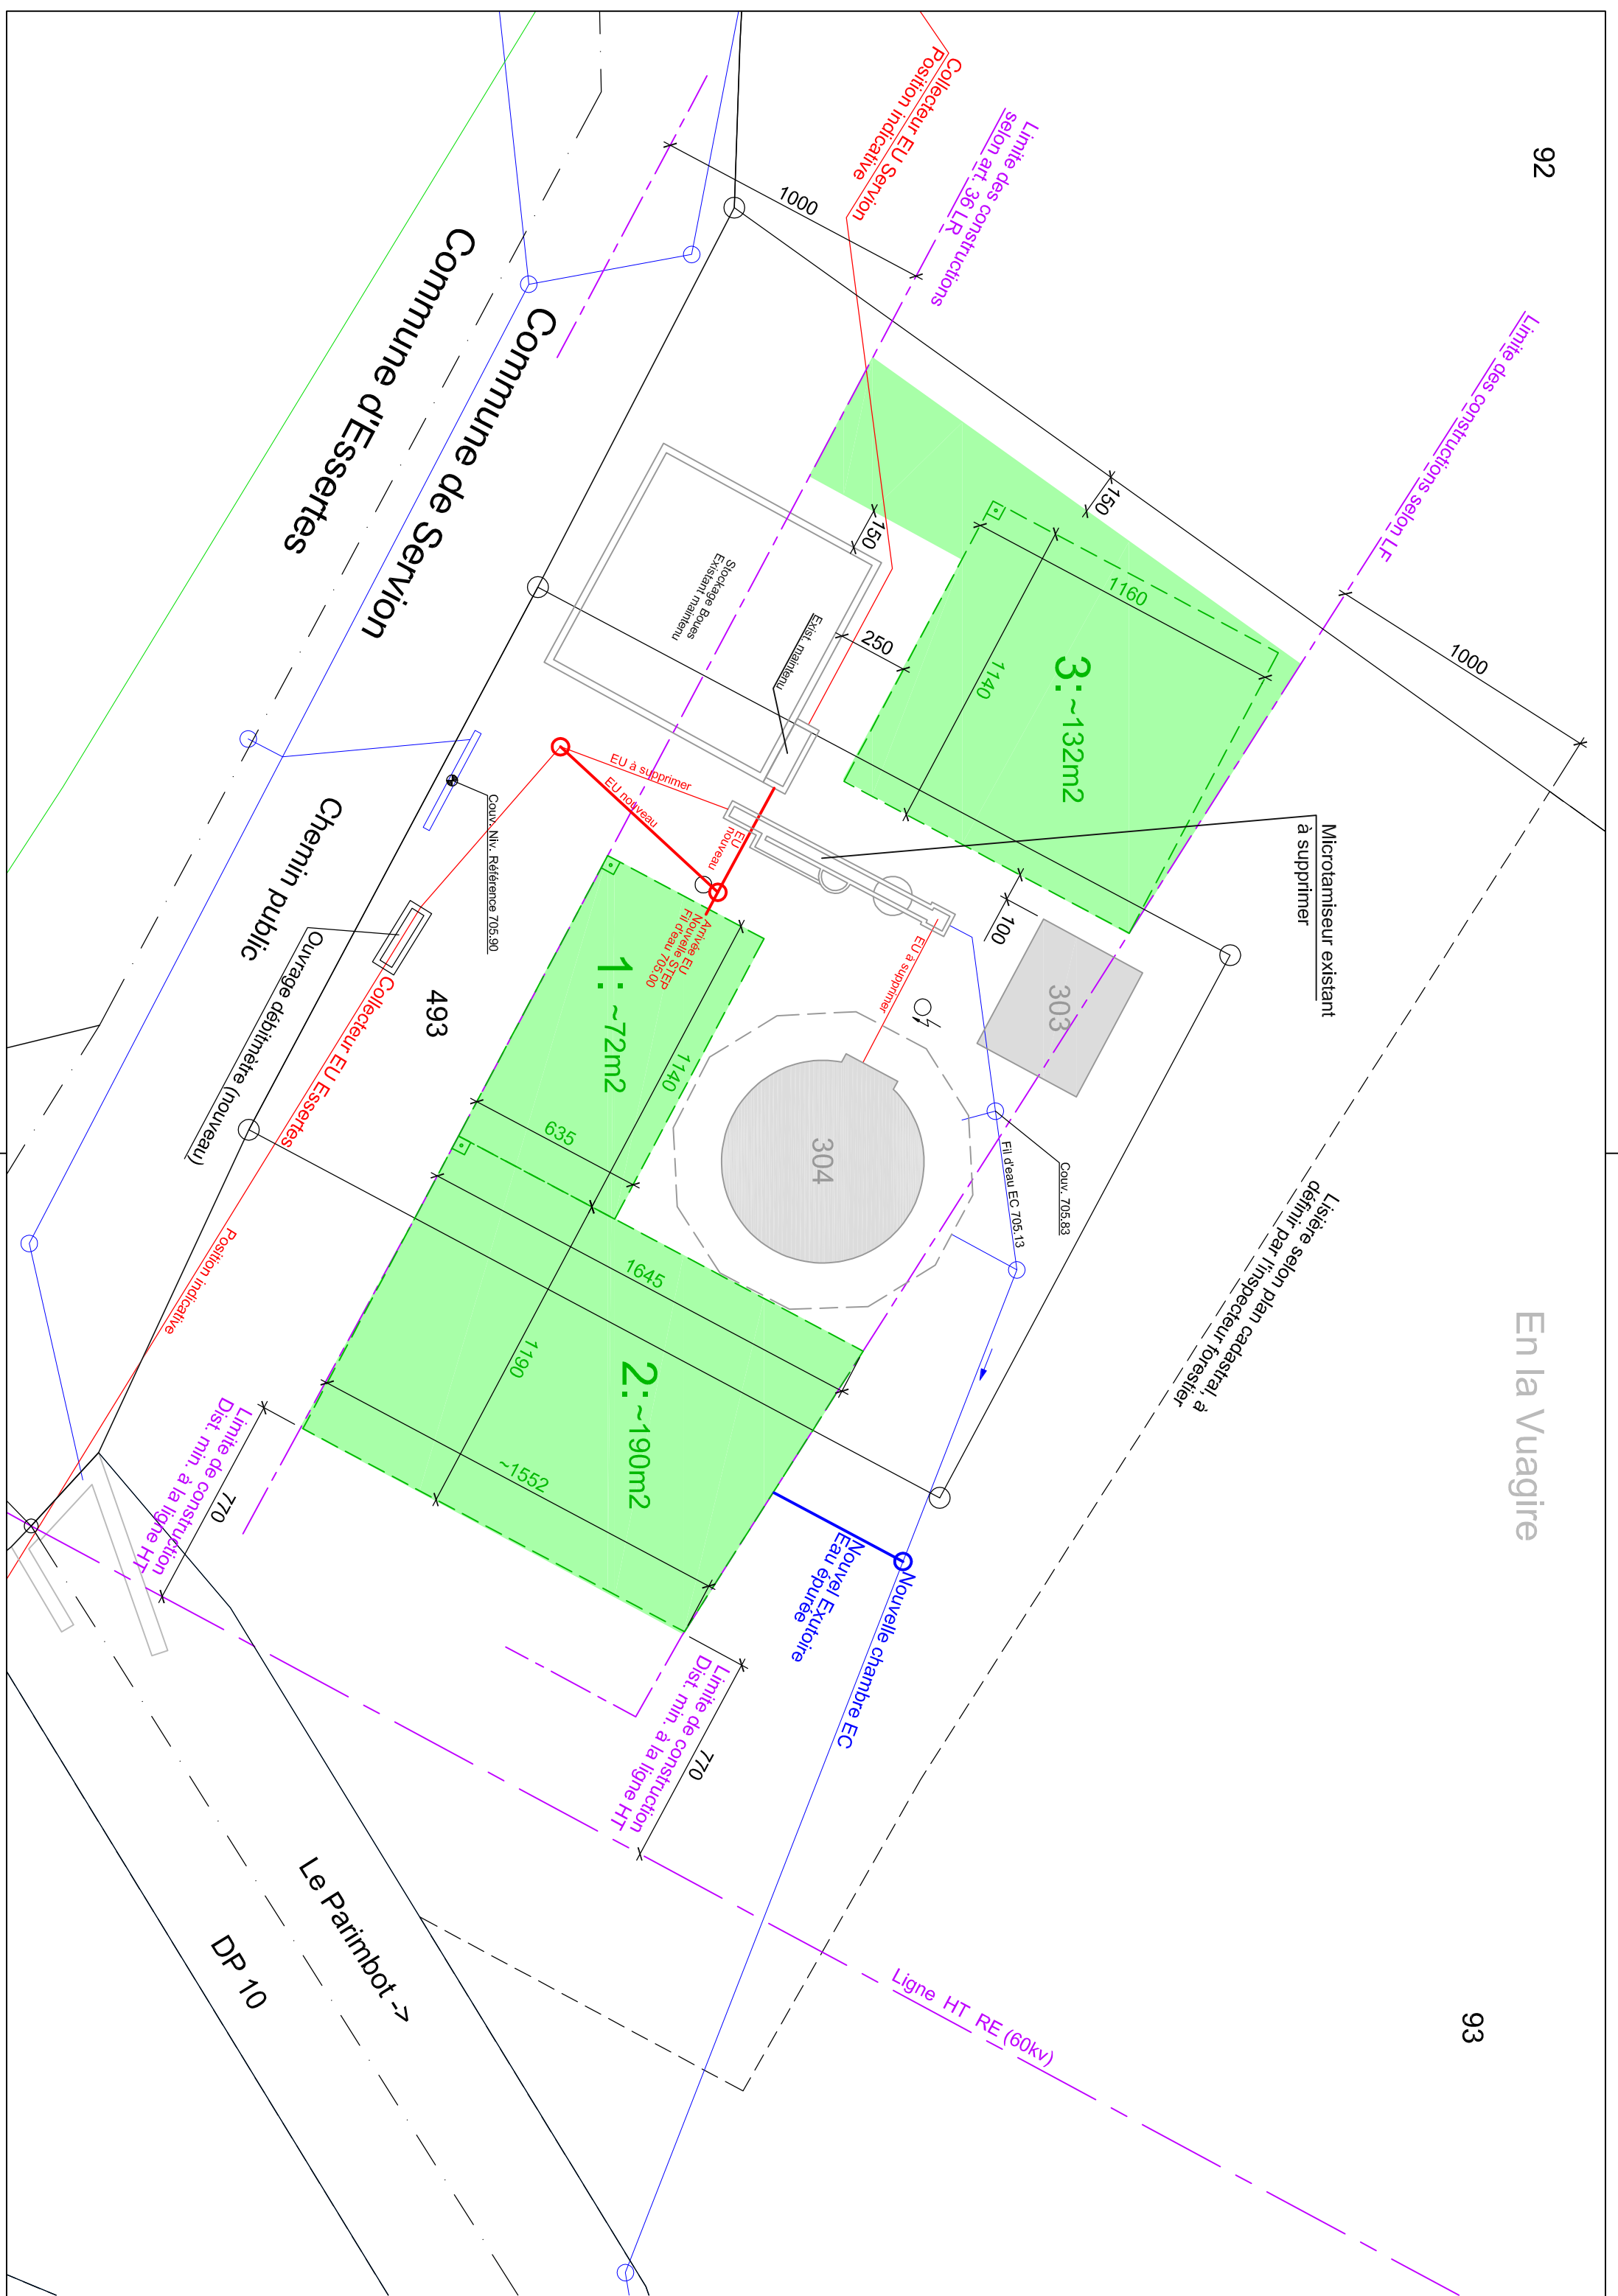 92
Collecteur EU Servion
Position indicative
Limite des constructions
selon art. 36 LR
Limite des constructions selon LF
1000
1000
Commune d'Essertes
Commune de Servion
Chemin public
150
150
250
Stockage Boues
Existant maintenu
Exist. maintenu
1160
1140
3: ~132m2
Microtamiseur existant
à supprimer
100
303
EU à supprimer
EU nouveau
EU
nouveau
Arrivée EU
Nouvelle STEP
Fil d'eau 705.00
EU à supprimer
Couv. Niv. Référence 705.90
Ouvrage débitmètre (nouveau)
Collecteur EU Essertes
Position indicative
493
1: ~72m2
1140
635
304
Couv. 705.83
Fil d'eau EC 705.13
Lisière selon plan cadastral, à
définir par l'inspecteur forestier
En la Vuagire
1645
1190
2: ~190m2
~1552
770
Limite de construction
Dist. min. à la ligne HT
770
Limite de construction
Dist. min. à la ligne HT
Nouvel Exutoire
Eau épurée
Nouvelle chambre EC
Le Parimbot ->
DP 10
Ligne HT RE (60kv)
93